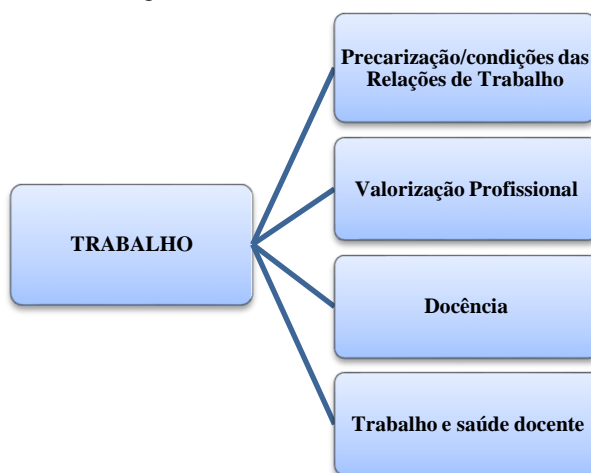 Precarização/condições das
Relações de Trabalho
Valorização Profissional
TRABALHO
Docência
Trabalho e saúde docente